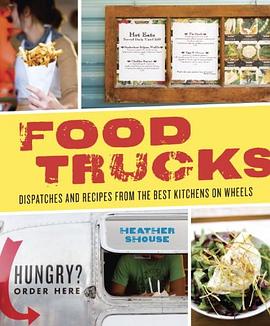 Hot Eats
FOOD
TRUCKS
DISPATCHES AND RECIPES FROM THE BEST KITCHENS ON WHEELS
HEATHER
SHOUSE
HUNGRY?
ORDER HERE